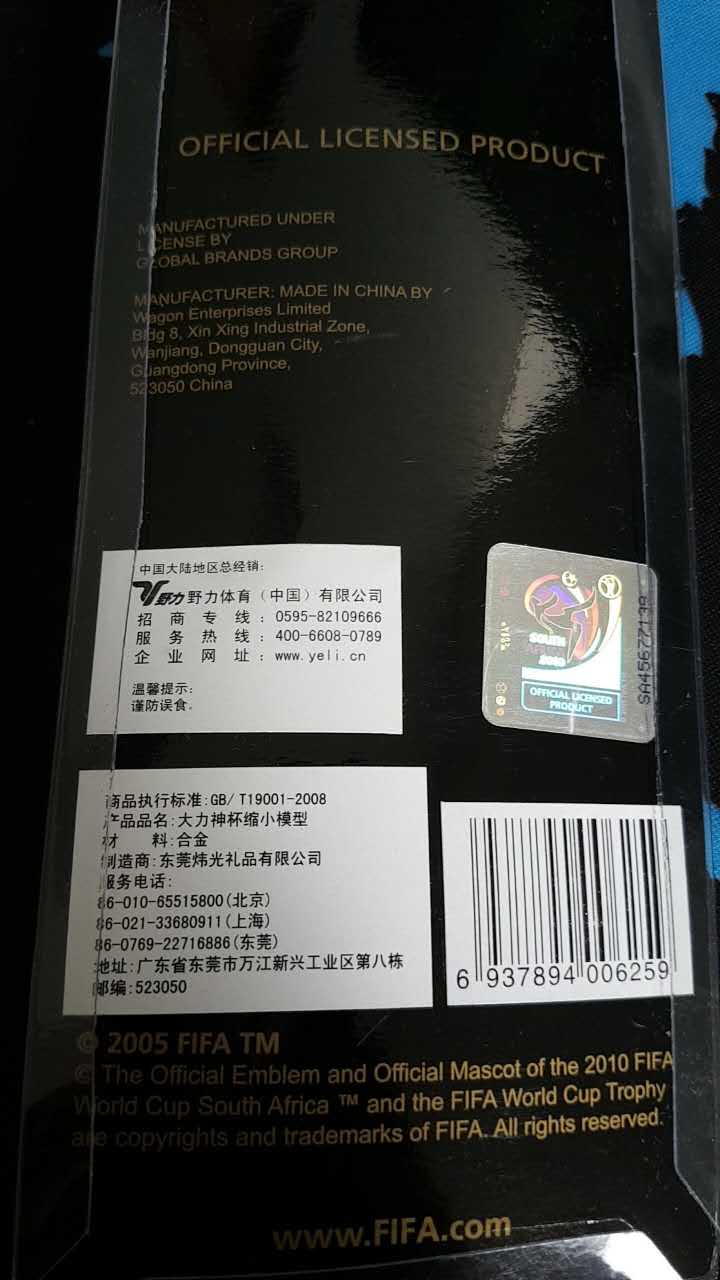 OFFICIAL LICENSED PRODUCT
MANUFACTURED UNDER
LICENSE BY
GLOBAL BRANDS GROUP
MANUFACTURER: MADE IN CHINA BY
Wagon Enterprises Limited
Bldg 8, Xin Xing Industrial Zone,
Wanjiang, Dongguan City,
Guangdong Province,
523050 China
中国大陆地区总经销:
野力 野力体育（中国）有限公司
招商专线：0595-82109666
服务热线：400-6608-0789
企业网址：www.yeli.cn
温馨提示:
谨防误食.
SOUTH
AFRICA
2010
OFFICIAL LICENSED
PRODUCT
SA45677139
商品执行标准:GB/T19001-2008
产品品名:大力神杯缩小模型
材料:合金
制造商:东莞炜光礼品有限公司
服务电话:
86-010-65515800(北京)
86-021-33680911(上海)
86-0769-22716886(东莞)
地址:广东省东莞市万江新兴工业区第八栋
邮编:523050
6 937894 006259
© 2005 FIFA TM
© The Official Emblem and Official Mascot of the 2010 FIFA
World Cup South Africa ™ and the FIFA World Cup Trophy
are copyrights and trademarks of FIFA. All rights reserved.
www.FIFA.com